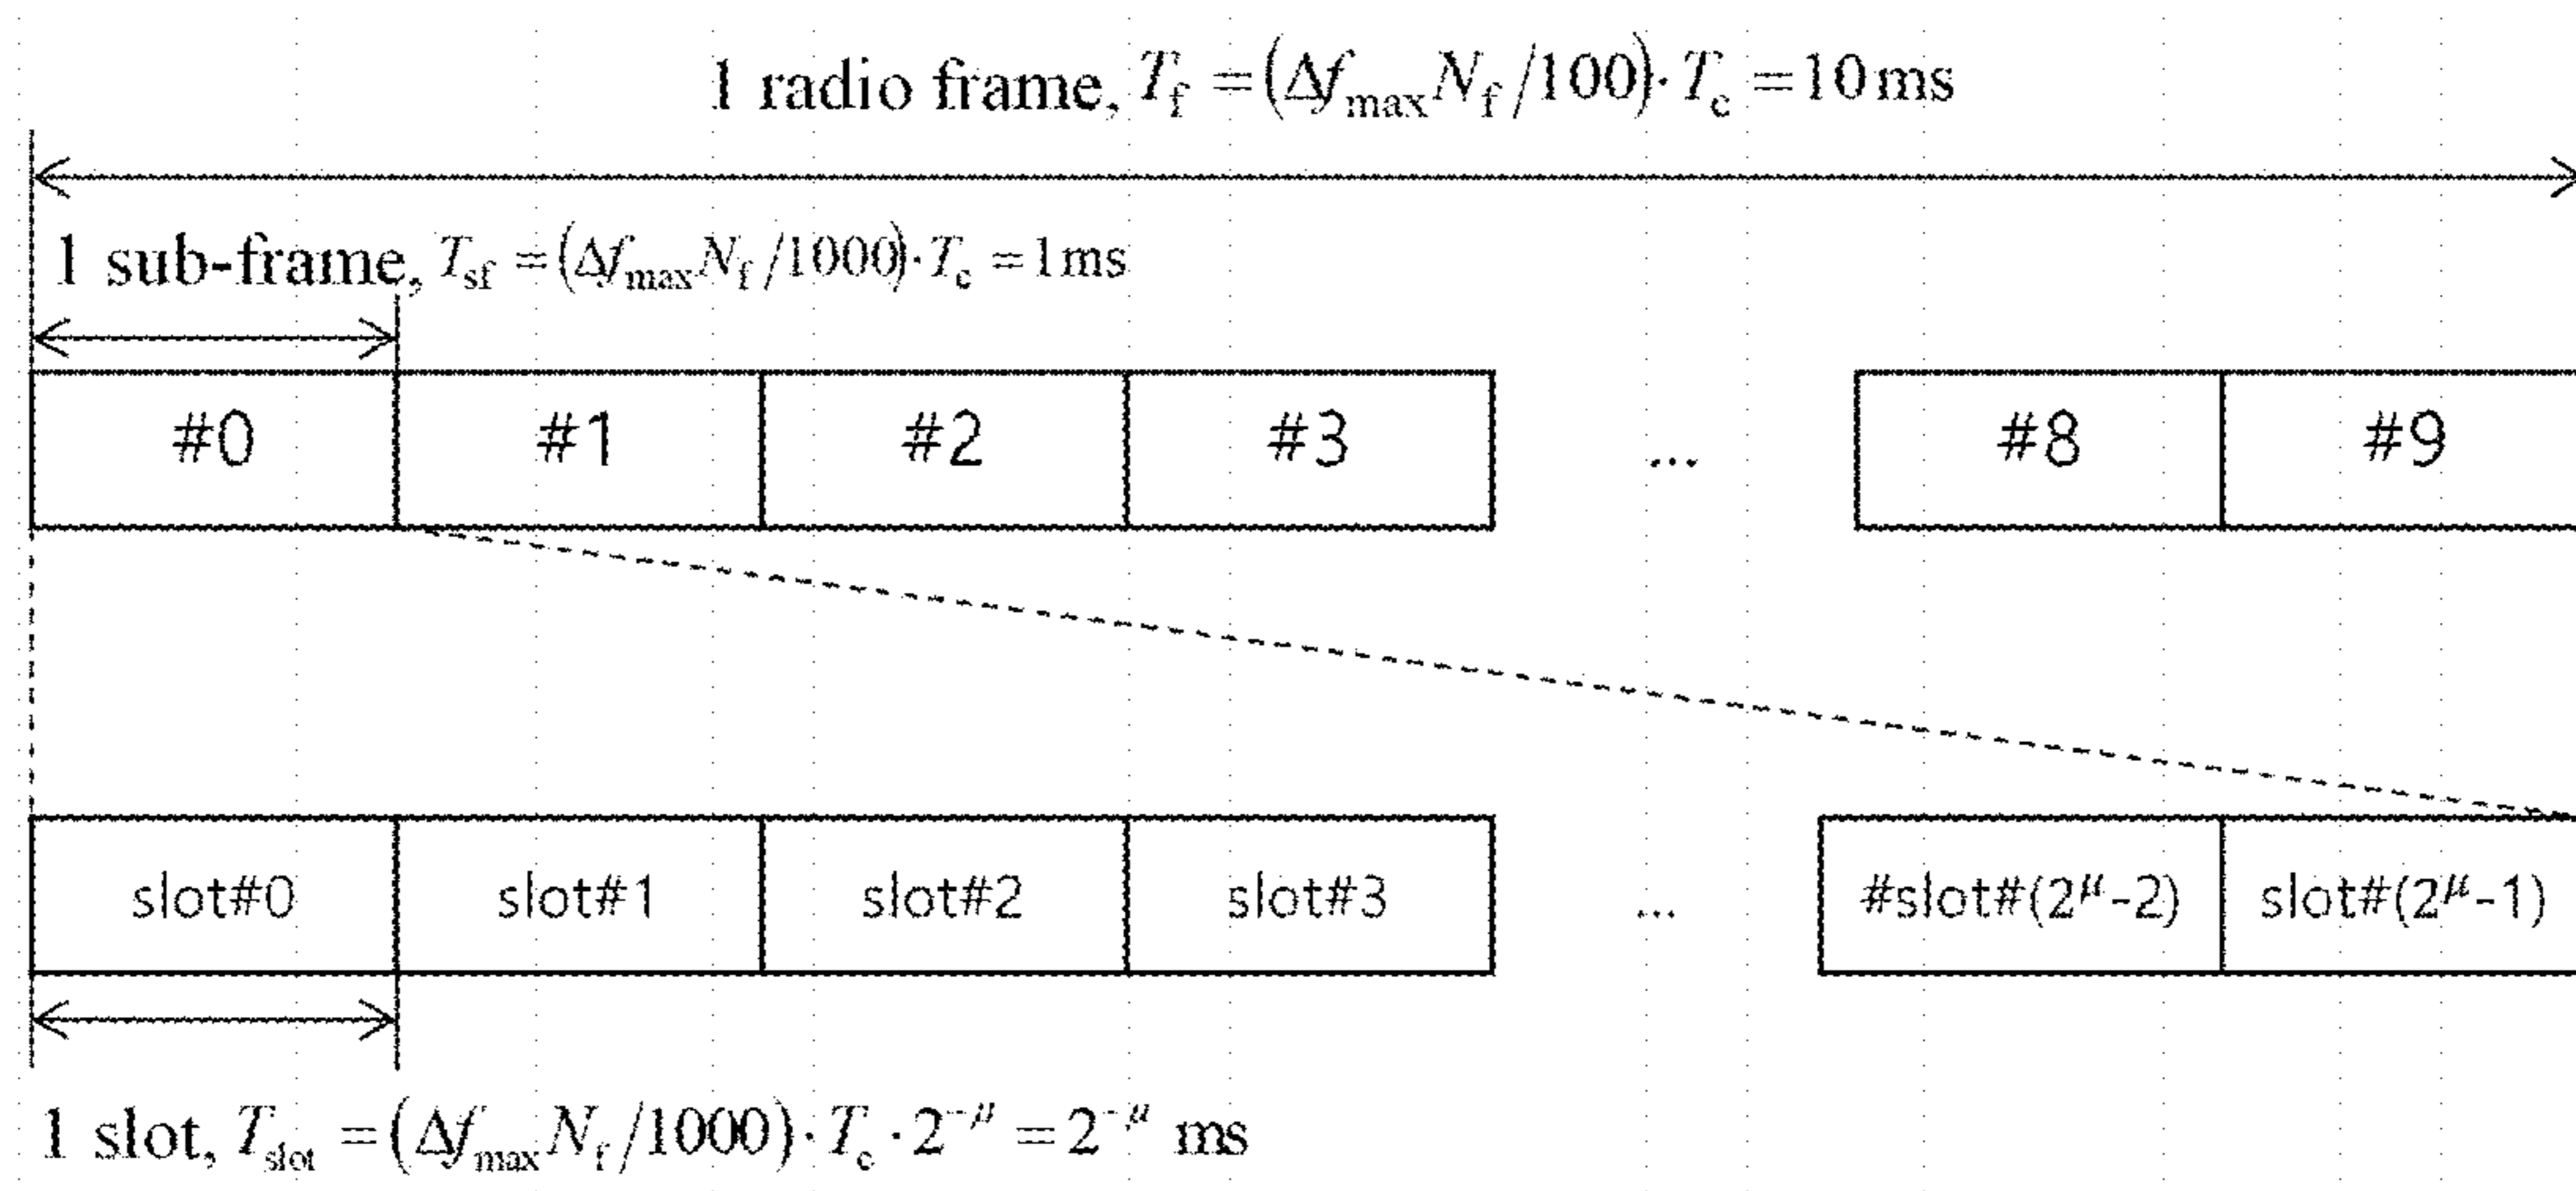 1 radio frame, T_f = (Δf_max N_f /100)· T_c = 10 ms
1 sub-frame, T_sf = (Δf_max N_f /1000)· T_c = 1 ms
#0 #1 #2 #3 ... #8 #9
slot#0 slot#1 slot#2 slot#3 ... #slot#(2^μ-2) slot#(2^μ-1)
1 slot, T_slot = (Δf_max N_f /1000)· T_c · 2^-μ = 2^-μ ms